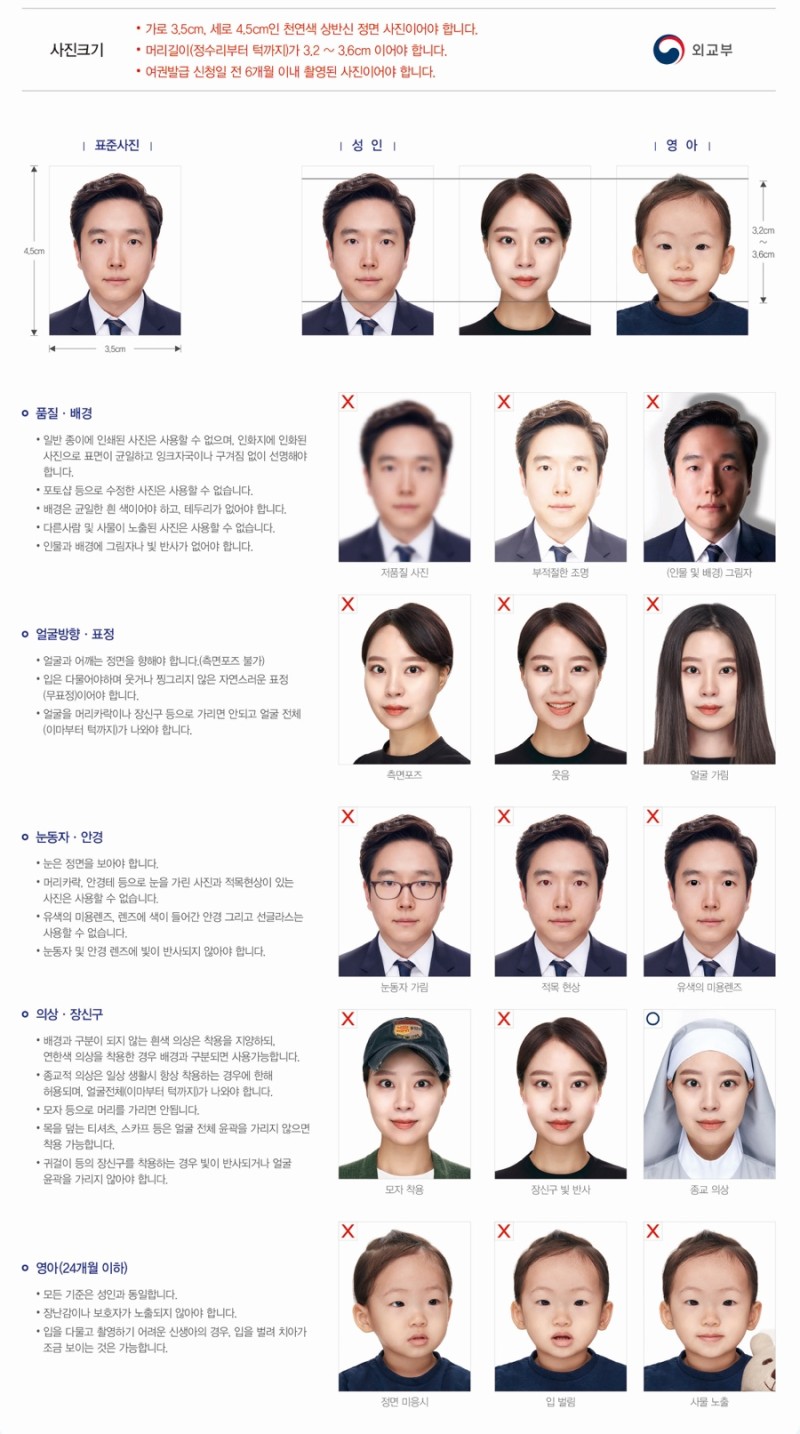 사진크기
• 가로 3.5cm, 세로 4.5cm인 천연색 상반신 정면 사진이어야 합니다.
• 머리길이(정수리부터 턱까지)가 3.2 ~ 3.6cm 이어야 합니다.
• 여권발급 신청일 전 6개월 이내 촬영된 사진이어야 합니다.
외교부
| 표준사진 |
| 성 인 |
| 영 아 |
4.5cm
3.5cm
3.2cm
~
3.6cm
품질 · 배경
• 일반 종이에 인쇄된 사진은 사용할 수 없으며, 인화지에 인화된
사진으로 표면이 균일하고 잉크자국이나 구겨짐 없이 선명해야
합니다.
• 포토샵 등으로 수정한 사진은 사용할 수 없습니다.
• 배경은 균일한 흰 색이어야 하고, 테두리가 없어야 합니다.
• 다른사람 및 사물이 노출된 사진은 사용할 수 없습니다.
• 인물과 배경에 그림자나 빛 반사가 없어야 합니다.
X
X
X
저품질 사진
부적절한 조명
(인물 및 배경) 그림자
얼굴방향 · 표정
• 얼굴과 어깨는 정면을 향해야 합니다.(측면포즈 불가)
• 입은 다물어야하며 웃거나 찡그리지 않은 자연스러운 표정
(무표정)이어야 합니다.
• 얼굴을 머리카락이나 장신구 등으로 가리면 안되고 얼굴 전체
(이마부터 턱까지)가 나와야 합니다.
X
X
X
측면포즈
웃음
얼굴 가림
눈동자 · 안경
• 눈은 정면을 보아야 합니다.
• 머리카락, 안경테 등으로 눈을 가린 사진과 적목현상이 있는
사진은 사용할 수 없습니다.
• 유색의 미용렌즈, 렌즈에 색이 들어간 안경 그리고 선글라스는
사용할 수 없습니다.
• 눈동자 및 안경 렌즈에 빛이 반사되지 않아야 합니다.
X
X
X
눈동자 가림
적목 현상
유색의 미용렌즈
의상 · 장신구
• 배경과 구분이 되지 않는 흰색 의상은 착용을 지양하되,
연한색 의상을 착용한 경우 배경과 구분되면 사용가능합니다.
• 종교적 의상은 일상 생활시 항상 착용하는 경우에 한해
허용되며, 얼굴전체(이마부터 턱까지)가 나와야 합니다.
• 모자 등으로 머리를 가리면 안됩니다.
• 목을 덮는 티셔츠, 스카프 등은 얼굴 전체 윤곽을 가리지 않으면
착용 가능합니다.
• 귀걸이 등의 장신구를 착용하는 경우 빛이 반사되거나 얼굴
윤곽을 가리지 않아야 합니다.
X
X
O
모자 착용
장신구 빛 반사
종교 의상
영아(24개월 이하)
• 모든 기준은 성인과 동일합니다.
• 장난감이나 보호자가 노출되지 않아야 합니다.
• 입을 다물고 촬영하기 어려운 신생아의 경우, 입을 벌려 치아가
조금 보이는 것은 가능합니다.
X
X
X
정면 미응시
입 벌림
사물 노출